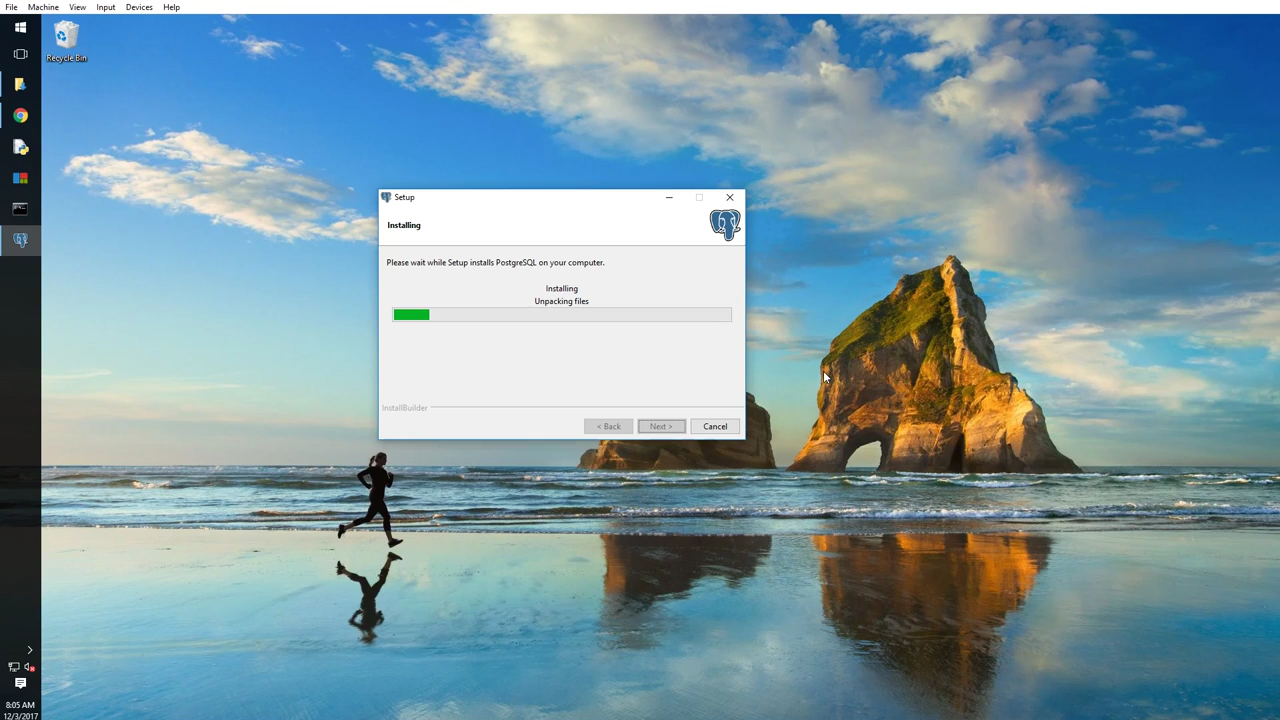 File Machine View Input Devices Help
Recycle Bin
Setup
Installing
Please wait while Setup installs PostgreSQL on your computer.
Installing
Unpacking files
InstallBuilder
< Back Next > Cancel
8:05 AM
12/3/2017